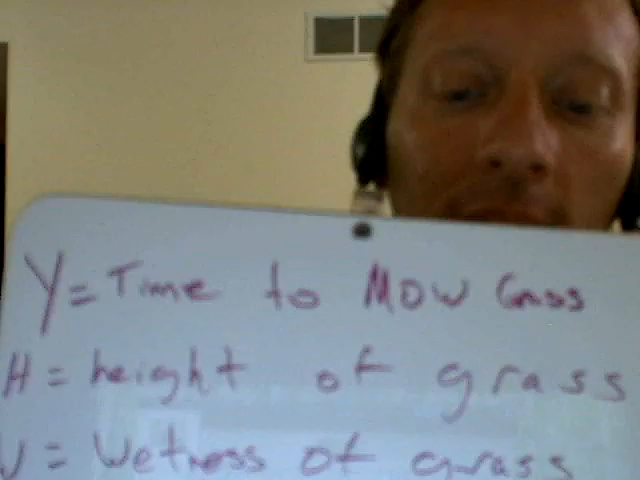 Y = Time to Mow Grass
H = height of grass
W = Wetness of grass